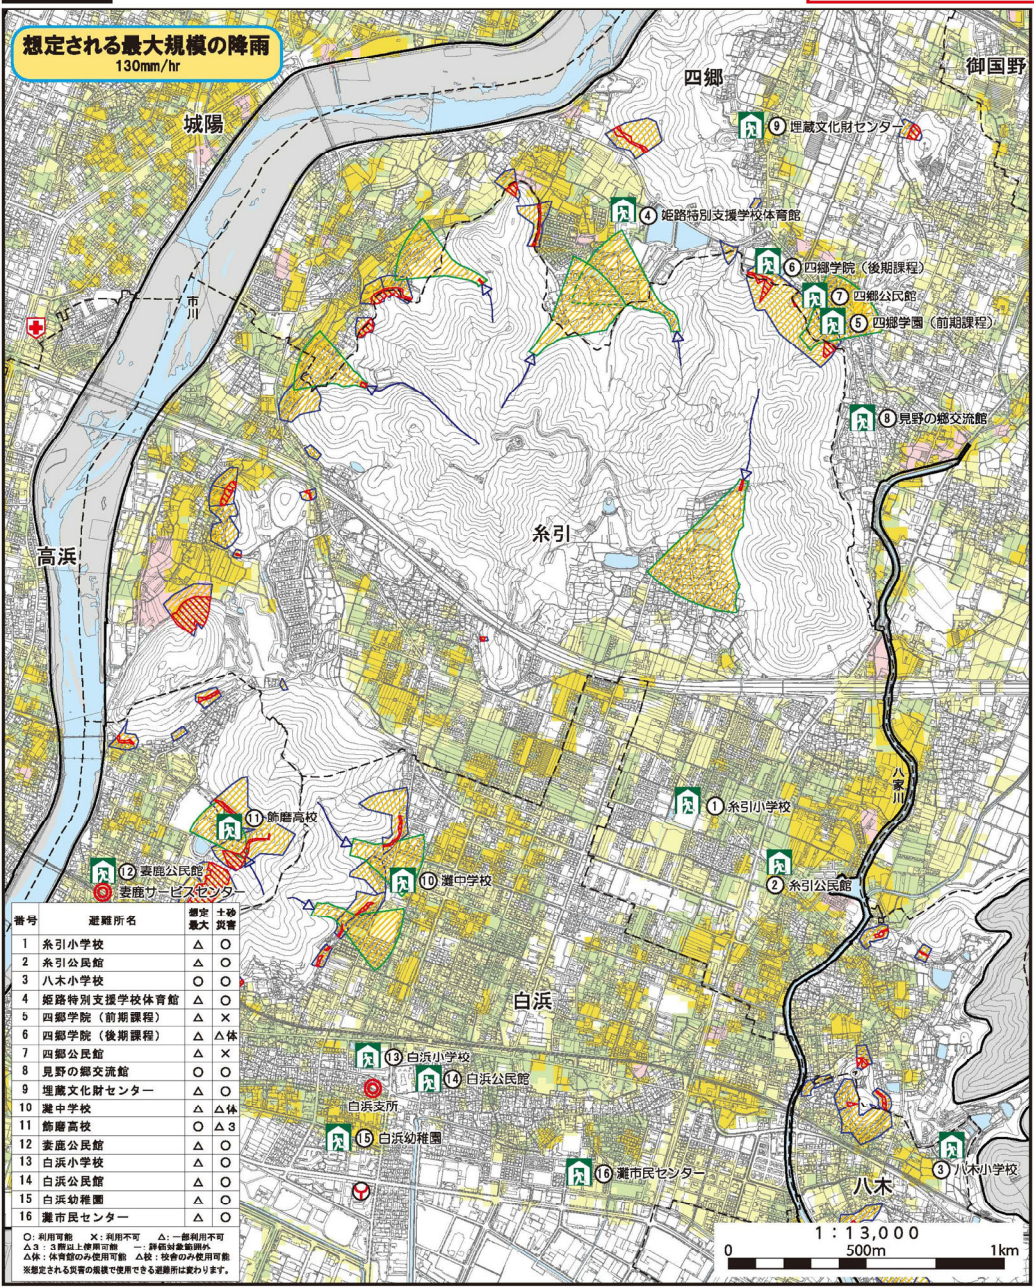 想定される最大規模の降雨
130mm/hr
四郷
御国野
城陽
⑨ 埋蔵文化財センター
④ 姫路特別支援学校体育館
⑥ 四郷学院（後期課程）
⑦ 四郷公民館
⑤ 四郷学園（前期課程）
市川
⑧ 見野の郷交流館
糸引
高浜
八家川
① 糸引小学校
⑪ 飾磨高校
② 糸引公民館
⑫ 妻鹿公民館
⑩ 灘中学校
妻鹿サービスセンター
白浜
⑬ 白浜小学校
⑭ 白浜公民館
白浜支所
⑮ 白浜幼稚園
⑯ 灘市民センター
③ 八木小学校
八木
番号 避難所名 想定最大 土砂災害
1 糸引小学校 △ ○
2 糸引公民館 △ ○
3 八木小学校 ○ ○
4 姫路特別支援学校体育館 △ ○
5 四郷学院（前期課程） △ ×
6 四郷学院（後期課程） △ △体
7 四郷公民館 △ ×
8 見野の郷交流館 ○ ○
9 埋蔵文化財センター △ ○
10 灘中学校 △ △体
11 飾磨高校 ○ △3
12 妻鹿公民館 △ ○
13 白浜小学校 △ ○
14 白浜公民館 △ ○
15 白浜幼稚園 △ ○
16 灘市民センター △ ○
○：利用可能 ×：利用不可 △：一部利用不可
△3：3階以上使用可能 －：評価対象範囲外
△体：体育館のみ使用可能 △校：校舎のみ使用可能
※想定される災害の規模で使用できる避難所は変わります。
1：13,000
0 500m 1km